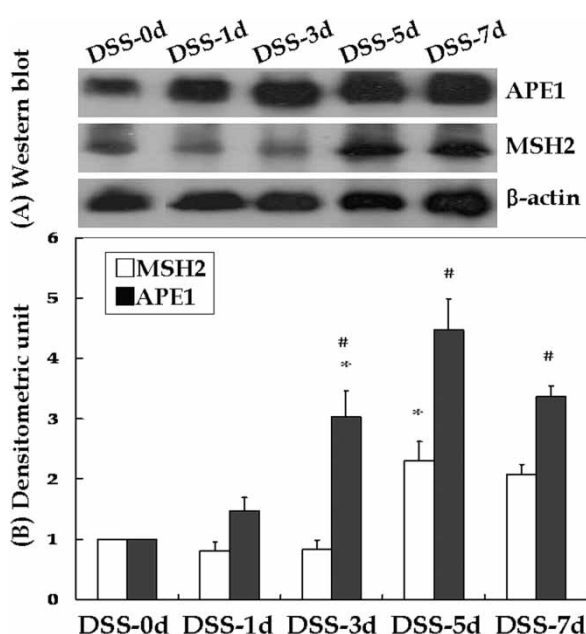 DSS-0d DSS-1d DSS-3d DSS-5d DSS-7d
(A) Western blot
APE1
MSH2
β-actin
(B) Densitometric unit
6
5
4
3
2
1
0
MSH2
APE1
#
*
*
#
#
DSS-0d DSS-1d DSS-3d DSS-5d DSS-7d